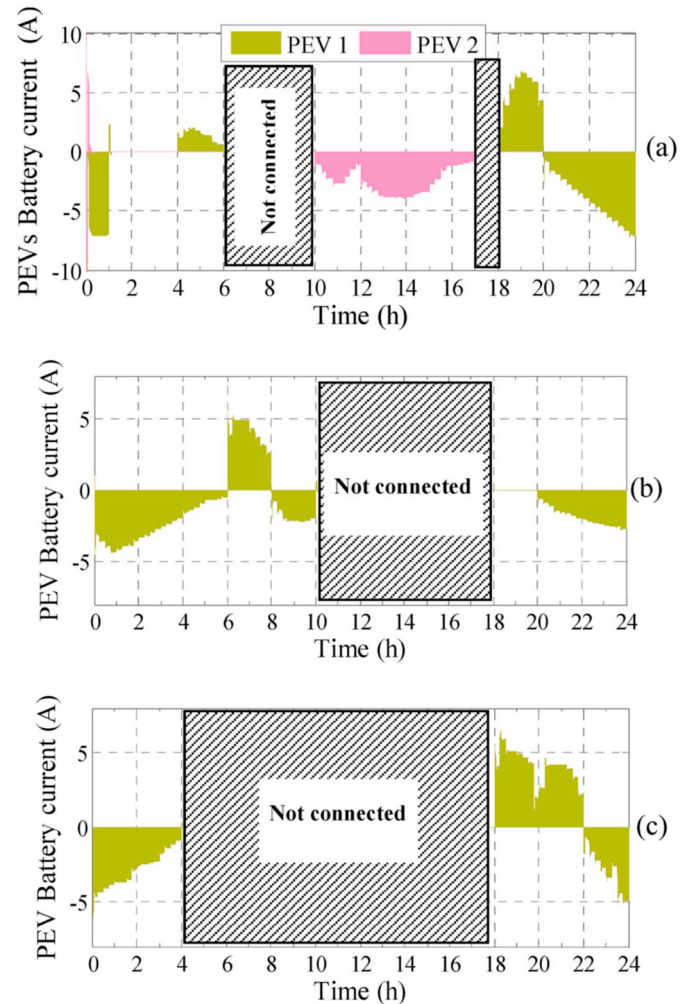 PEVs Battery current (A)
10
5
0
-5
-10
PEV 1 PEV 2
Not connected
(a)
0 2 4 6 8 10 12 14 16 18 20 22 24
Time (h)
PEV Battery current (A)
5
0
-5
Not connected
(b)
0 2 4 6 8 10 12 14 16 18 20 22 24
Time (h)
PEV Battery current (A)
5
0
-5
Not connected
(c)
0 2 4 6 8 10 12 14 16 18 20 22 24
Time (h)